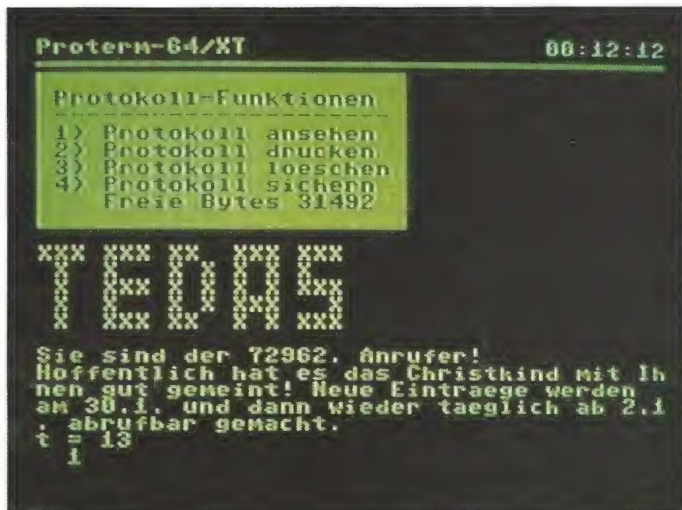 Proterm-64/XT 00:12:12
Protokoll-Funktionen
1) Protokoll ansehen
2) Protokoll drucken
3) Protokoll loeschen
4) Protokoll sichern
Freie Bytes 31492
TEDAS
Sie sind der 72962. Anrufer!
Hoffentlich hat es das Christkind mit Ih
nen gut gemeint! Neue Eintraege werden
am 30.1. und dann wieder taeglich ab 2.1
. abrufbar gemacht.
t = 13
1